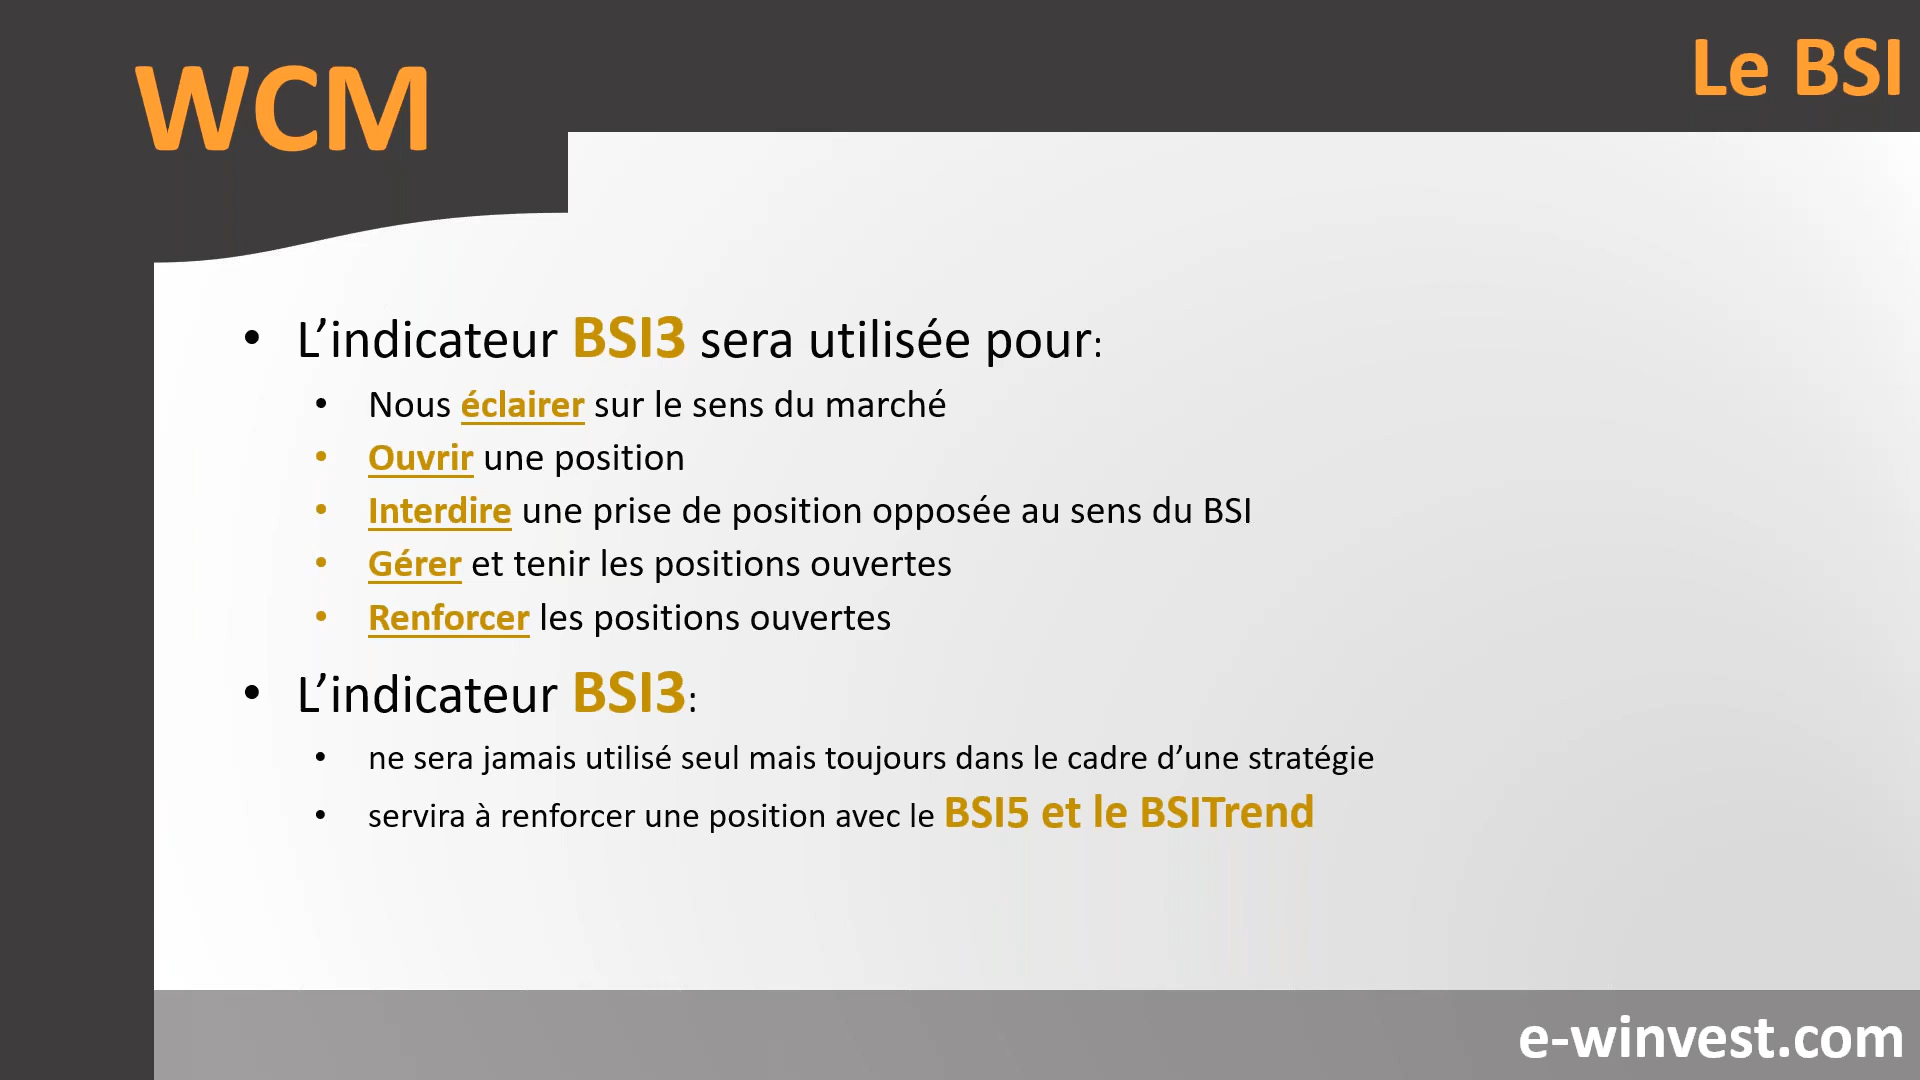 WCM
Le BSI
• L’indicateur BSI3 sera utilisée pour:
• Nous éclairer sur le sens du marché
• Ouvrir une position
• Interdire une prise de position opposée au sens du BSI
• Gérer et tenir les positions ouvertes
• Renforcer les positions ouvertes
• L’indicateur BSI3:
• ne sera jamais utilisé seul mais toujours dans le cadre d’une stratégie
• servira à renforcer une position avec le BSI5 et le BSITrend
e-winvest.com